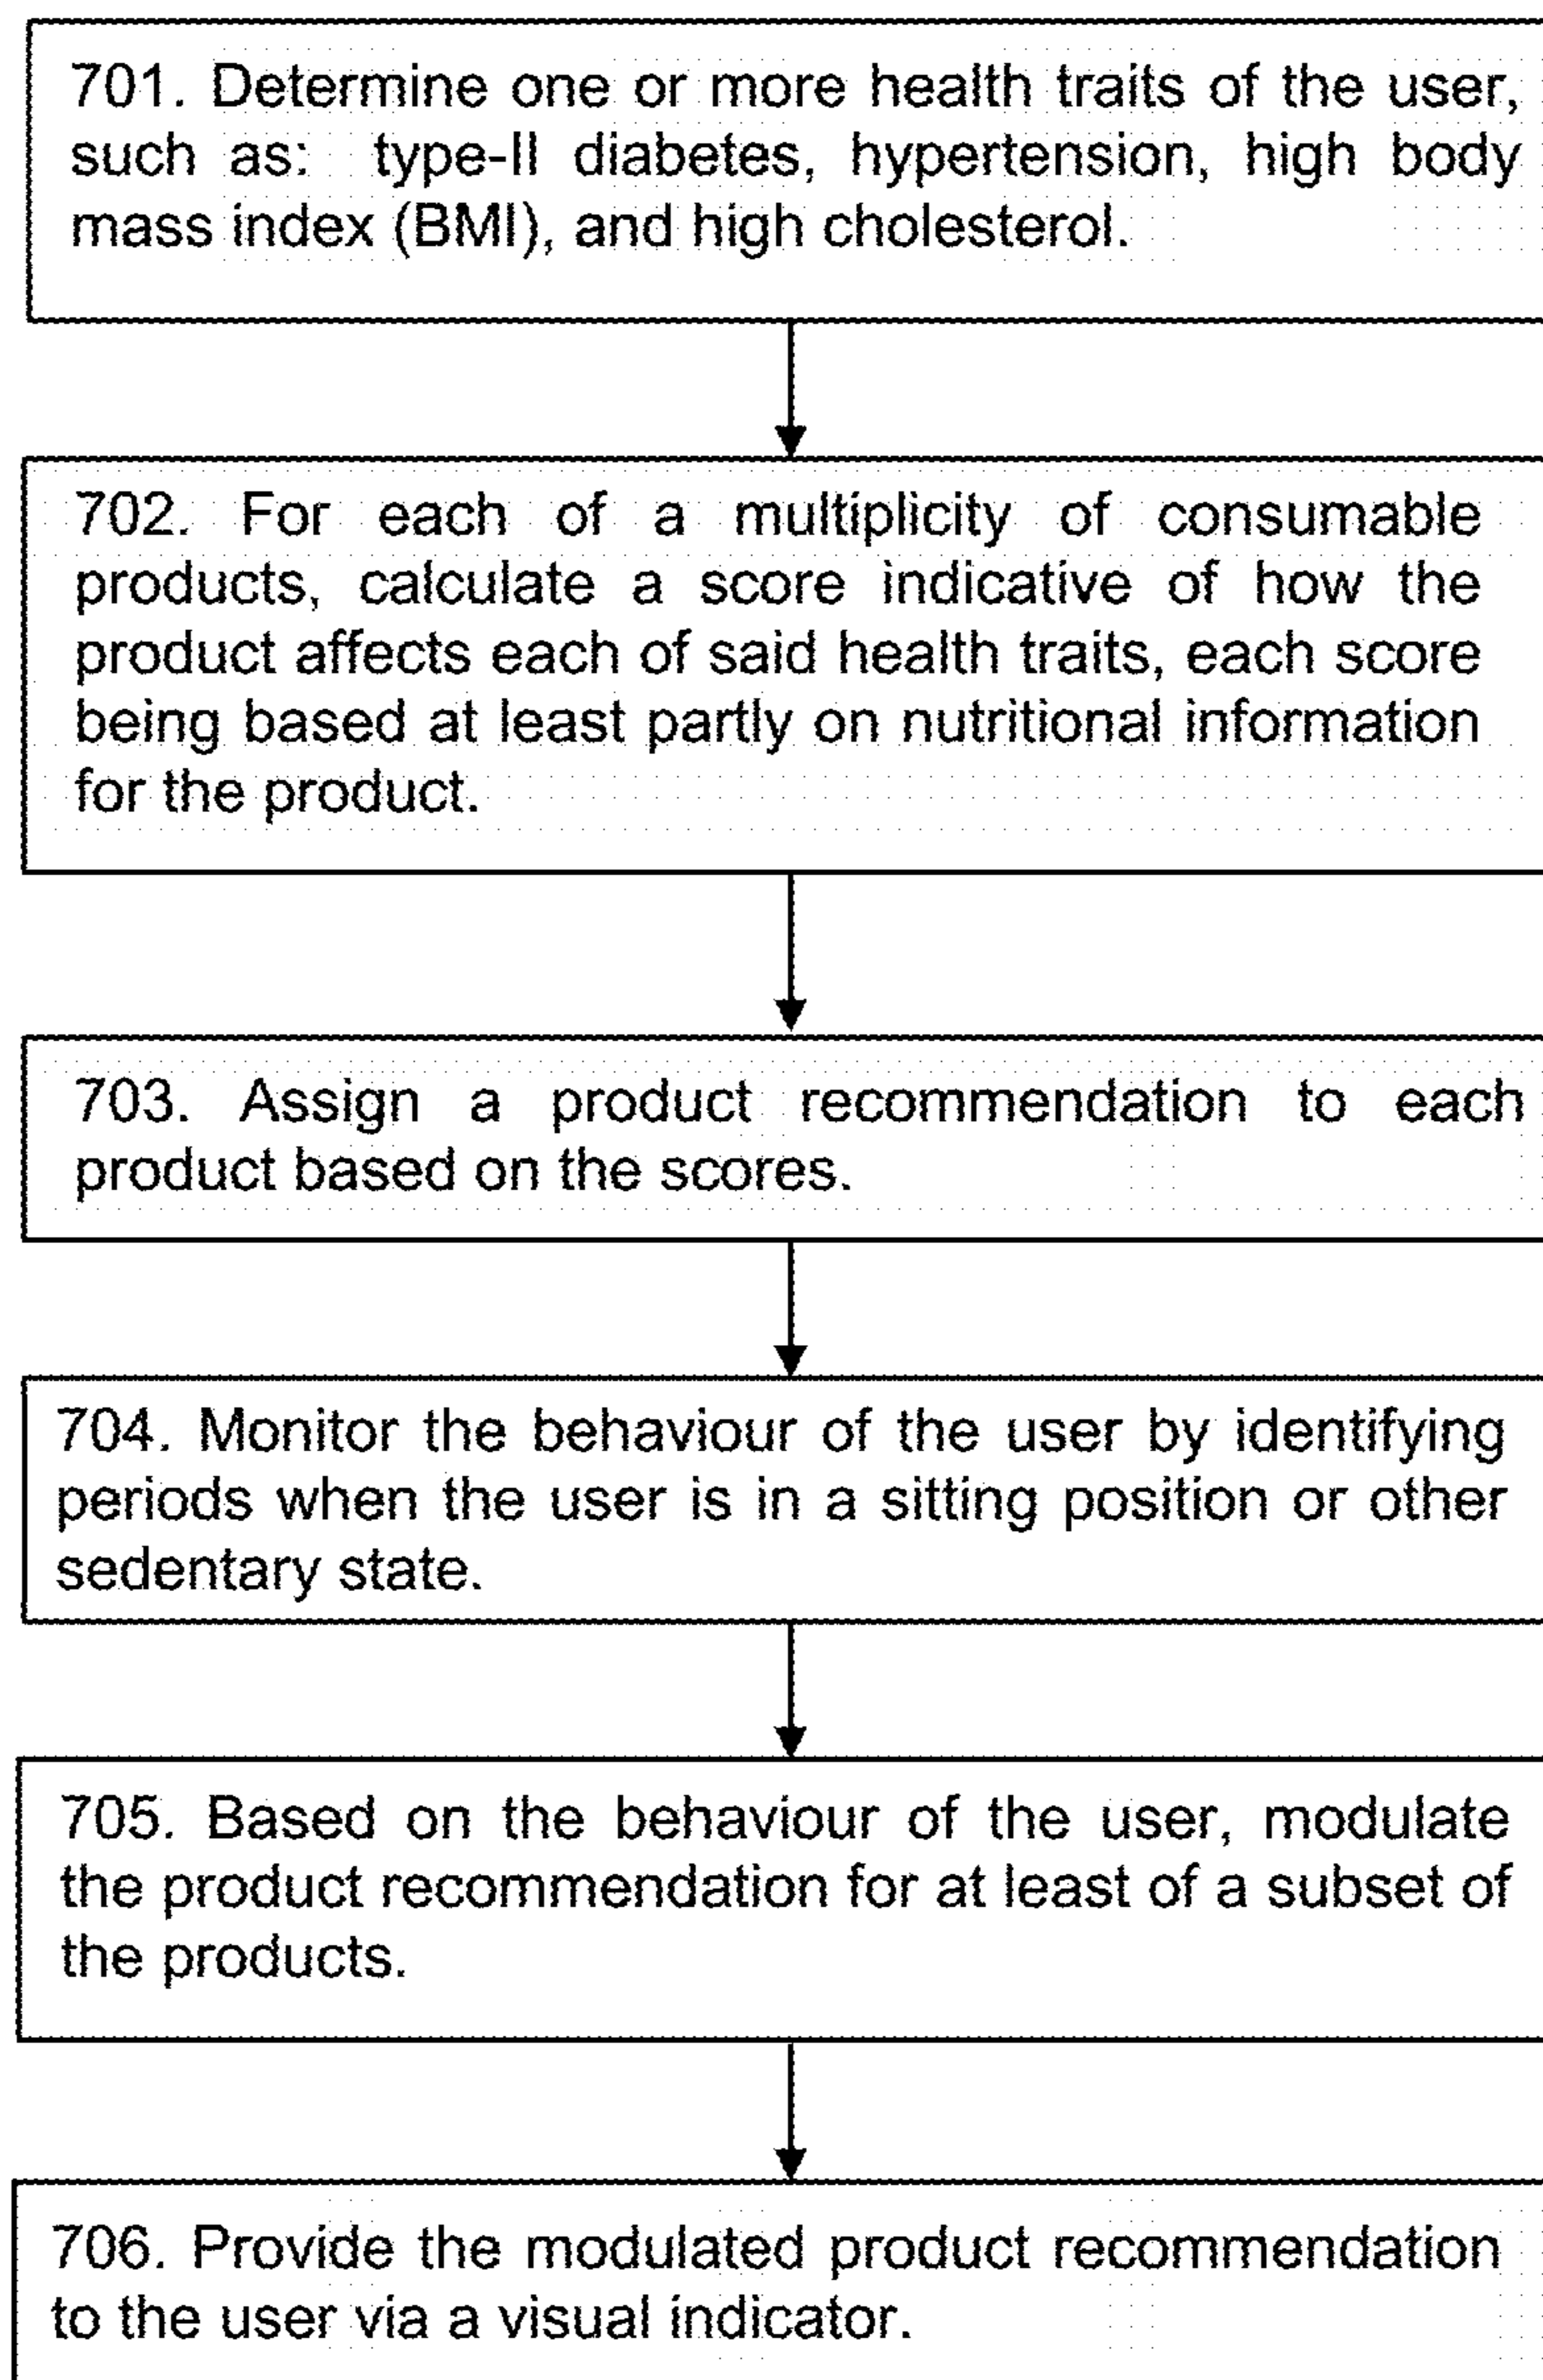 701. Determine one or more health traits of the user,
such as: type-II diabetes, hypertension, high body
mass index (BMI), and high cholesterol.
702. For each of a multiplicity of consumable
products, calculate a score indicative of how the
product affects each of said health traits, each score
being based at least partly on nutritional information
for the product.
703. Assign a product recommendation to each
product based on the scores.
704. Monitor the behaviour of the user by identifying
periods when the user is in a sitting position or other
sedentary state.
705. Based on the behaviour of the user, modulate
the product recommendation for at least of a subset of
the products.
706. Provide the modulated product recommendation
to the user via a visual indicator.